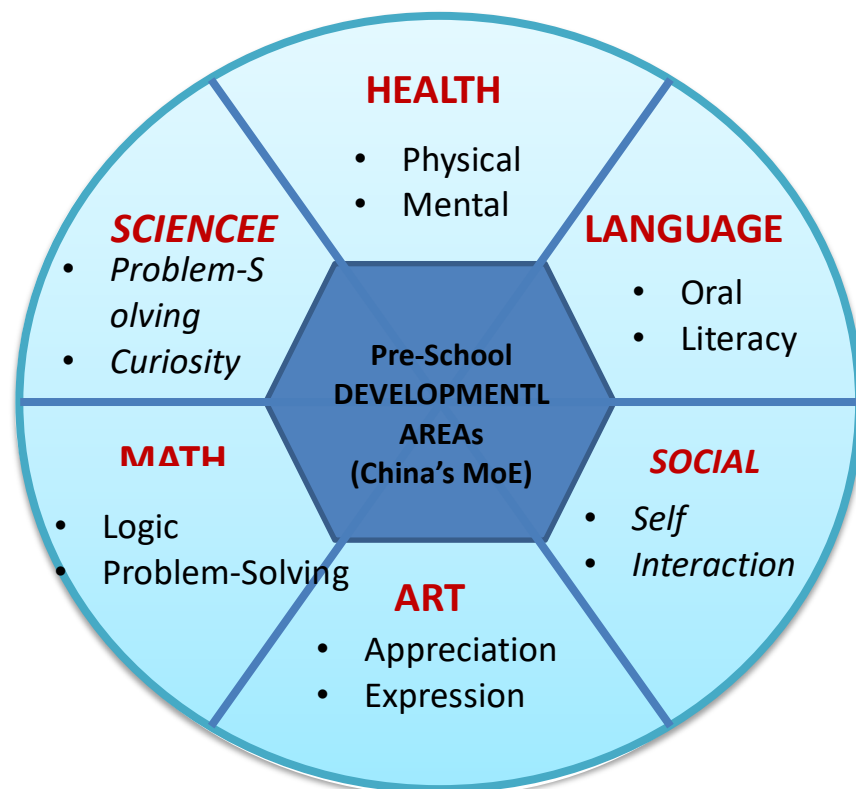 HEALTH
• Physical
• Mental
LANGUAGE
• Oral
• Literacy
SOCIAL
• Self
• Interaction
ART
• Appreciation
• Expression
MATH
• Logic
• Problem-Solving
SCIENCEE
• Problem-S
olving
• Curiosity
Pre-School
DEVELOPMENTL
AREAs
(China’s MoE)